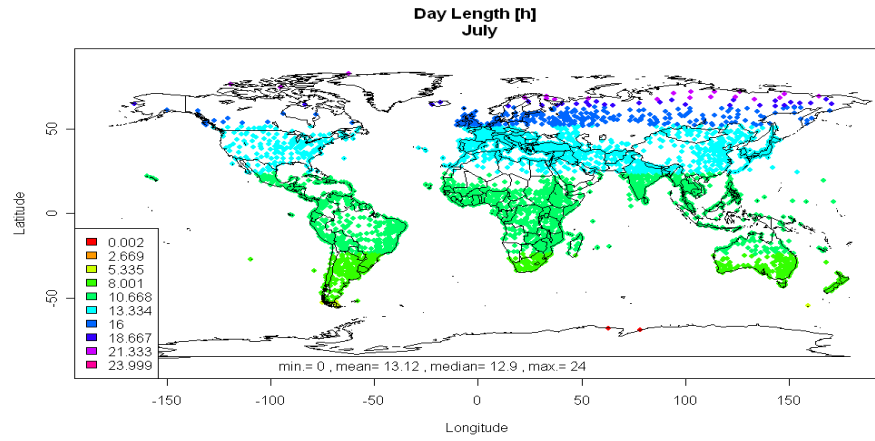 Day Length [h]
July
Latitude
50
0
-50
0.002
2.669
5.335
8.001
10.668
13.334
16
18.667
21.333
23.999
min.= 0 , mean= 13.12 , median= 12.9 , max.= 24
-150 -100 -50 0 50 100 150
Longitude